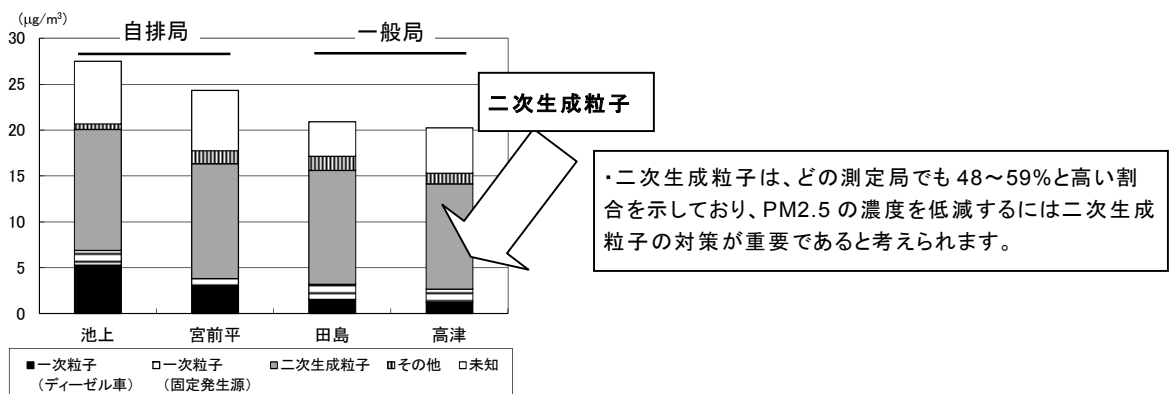 (μg/m³)
30
25
20
15
10
5
0
自排局
一般局
池上
宮前平
田島
高津
■一次粒子
(ディーゼル車)
□一次粒子
(固定発生源)
■二次生成粒子
その他
□未知
二次生成粒子
・二次生成粒子は、どの測定局でも 48～59%と高い割
合を示しており、PM2.5 の濃度を低減するには二次生成
粒子の対策が重要であると考えられます。